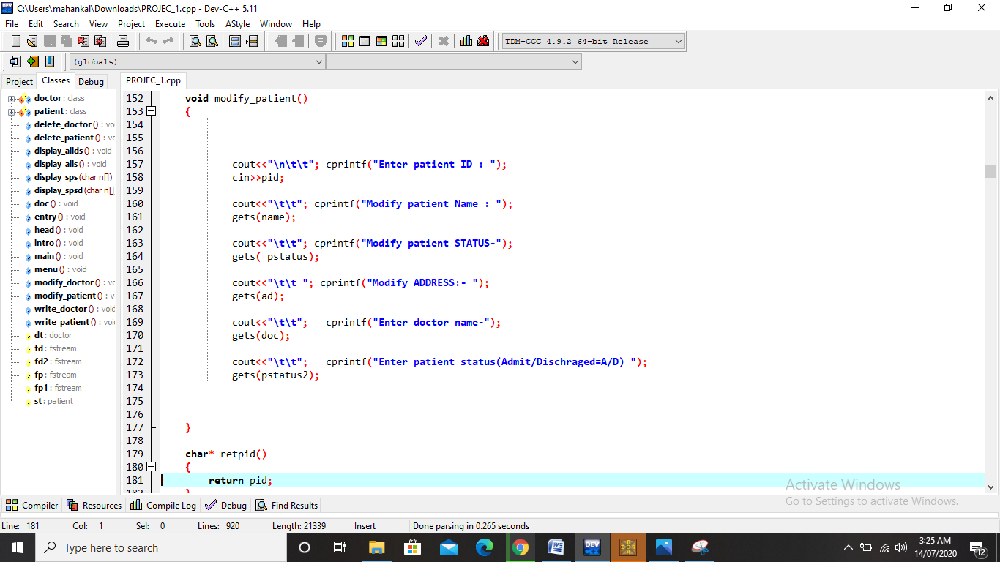 C:\Users\mahankal\Downloads\PROJEC_1.cpp - Dev-C++ 5.11
File Edit Search View Project Execute Tools AStyle Window Help
TDM-GCC 4.9.2 64-bit Release
(globals)
Project Classes Debug
PROJEC_1.cpp
doctor : class
patient : class
delete_doctor () : vo
delete_patient () : vc
display_allds () : void
display_alls () : void
display_sps (char n[])
display_spsd (char n[]
doc () : void
entry () : void
head () : void
intro () : void
main () : void
menu () : void
modify_doctor () : vc
modify_patient () : v
write_doctor () : void
write_patient () : voi
dt : doctor
fd : fstream
fd2 : fstream
fp : fstream
fp1 : fstream
st : patient
152 void modify_patient()
153 {
154
155
156
157 cout<<"\n\t\t"; cprintf("Enter patient ID : ");
158 cin>>pid;
159
160 cout<<"\t\t"; cprintf("Modify patient Name : ");
161 gets(name);
162
163 cout<<"\t\t"; cprintf("Modify patient STATUS-");
164 gets( pstatus);
165
166 cout<<"\t\t "; cprintf("Modify ADDRESS:- ");
167 gets(ad);
168
169 cout<<"\t\t";   cprintf("Enter doctor name-");
170 gets(doc);
171
172 cout<<"\t\t";   cprintf("Enter patient status(Admit/Dischraged=A/D) ");
173 gets(pstatus2);
174
175
176
177 }
178
179 char* retpid()
180 {
181 return pid;
182 }
Activate Windows
Go to Settings to activate Windows.
Compiler Resources Compile Log Debug Find Results
Line: 181 Col: 1 Sel: 0 Lines: 920 Length: 21339 Insert Done parsing in 0.265 seconds
Type here to search
DEV
DOS
3:25 AM
14/07/2020
12